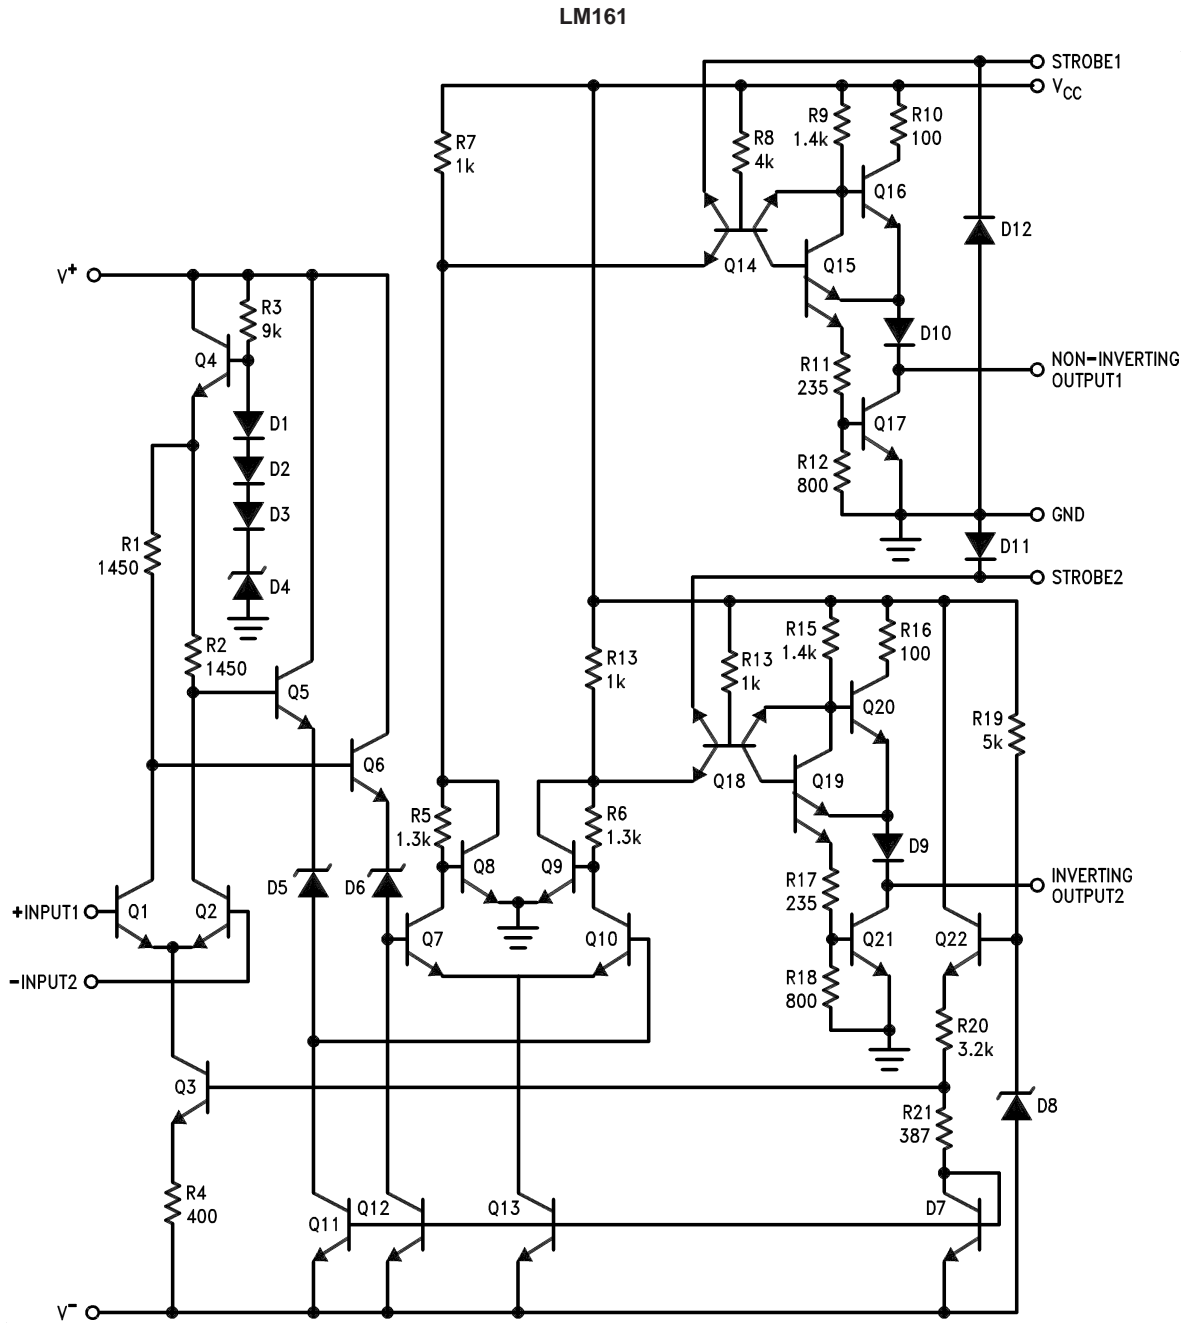 LM161
STROBE1
VCC
R7
1k
R8
4k
R9
1.4k
R10
100
Q16
D12
Q14
Q15
V+
R3
9k
Q4
D10
NON-INVERTING
OUTPUT1
R11
235
Q17
D1
D2
R12
800
D3
GND
R1
1450
D11
D4
STROBE2
R2
1450
R13
1k
R13
1k
R15
1.4k
R16
100
Q5
Q20
R19
5k
Q6
Q18
Q19
R5
1.3k
R6
1.3k
D9
Q8
Q9
D5
D6
R17
235
INVERTING
OUTPUT2
+INPUT1
Q1
Q2
Q7
Q10
Q21
Q22
-INPUT2
R18
800
R20
3.2k
Q3
D8
R21
387
R4
400
Q11
Q12
Q13
D7
V-